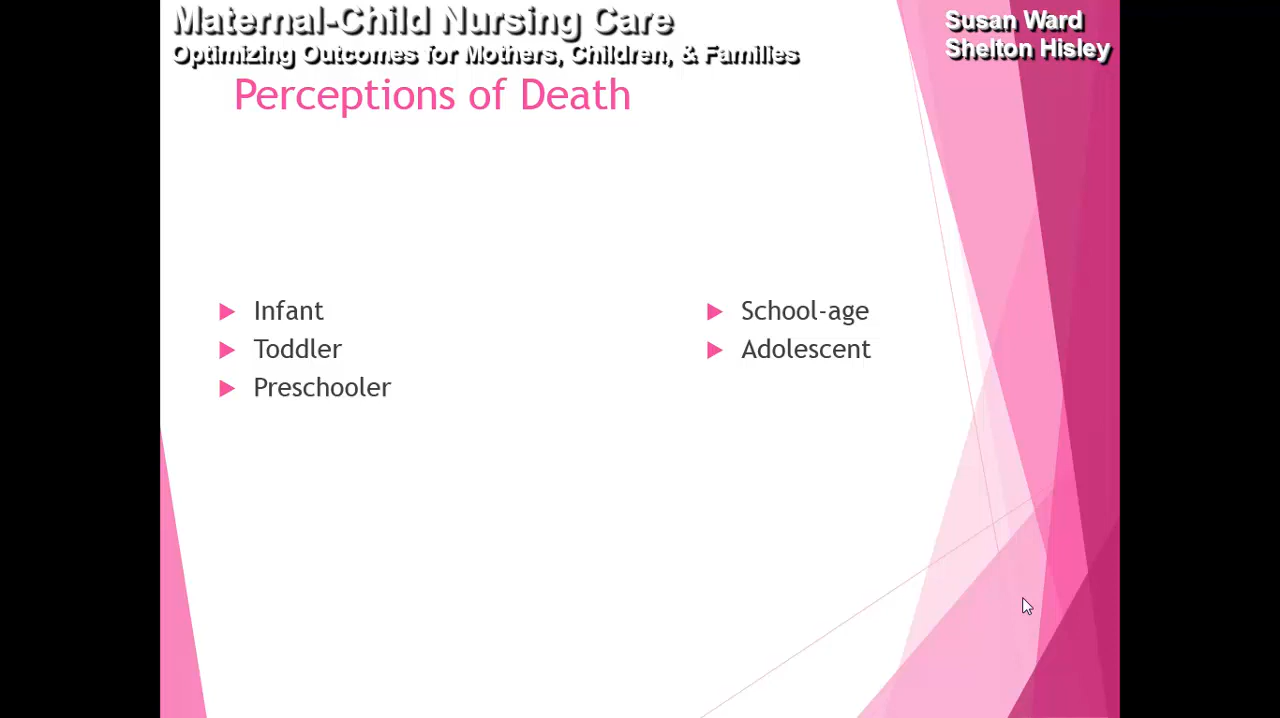 Maternal-Child Nursing Care
Optimizing Outcomes for Mothers, Children, & Families
Susan Ward
Shelton Hisley
Perceptions of Death
Infant
Toddler
Preschooler
School-age
Adolescent